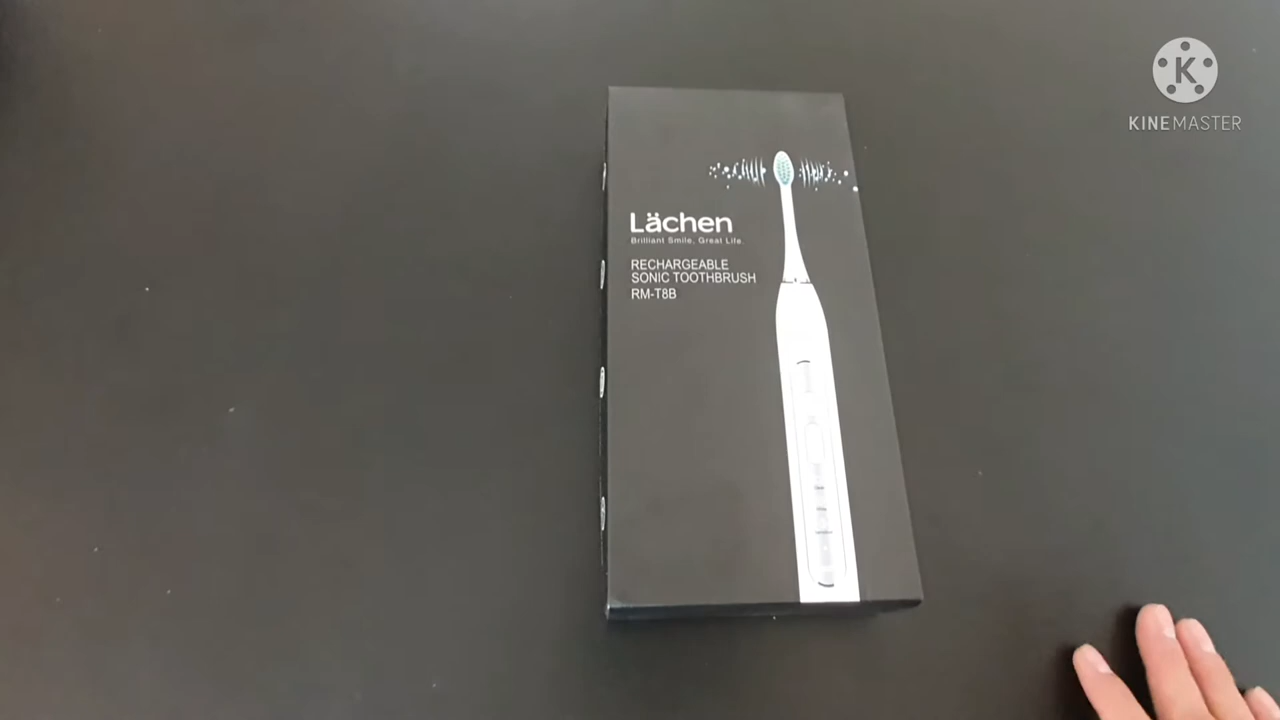 K
KINEMASTER
Lächen
Brilliant Smile, Great Life.
RECHARGEABLE
SONIC TOOTHBRUSH
RM-T8B